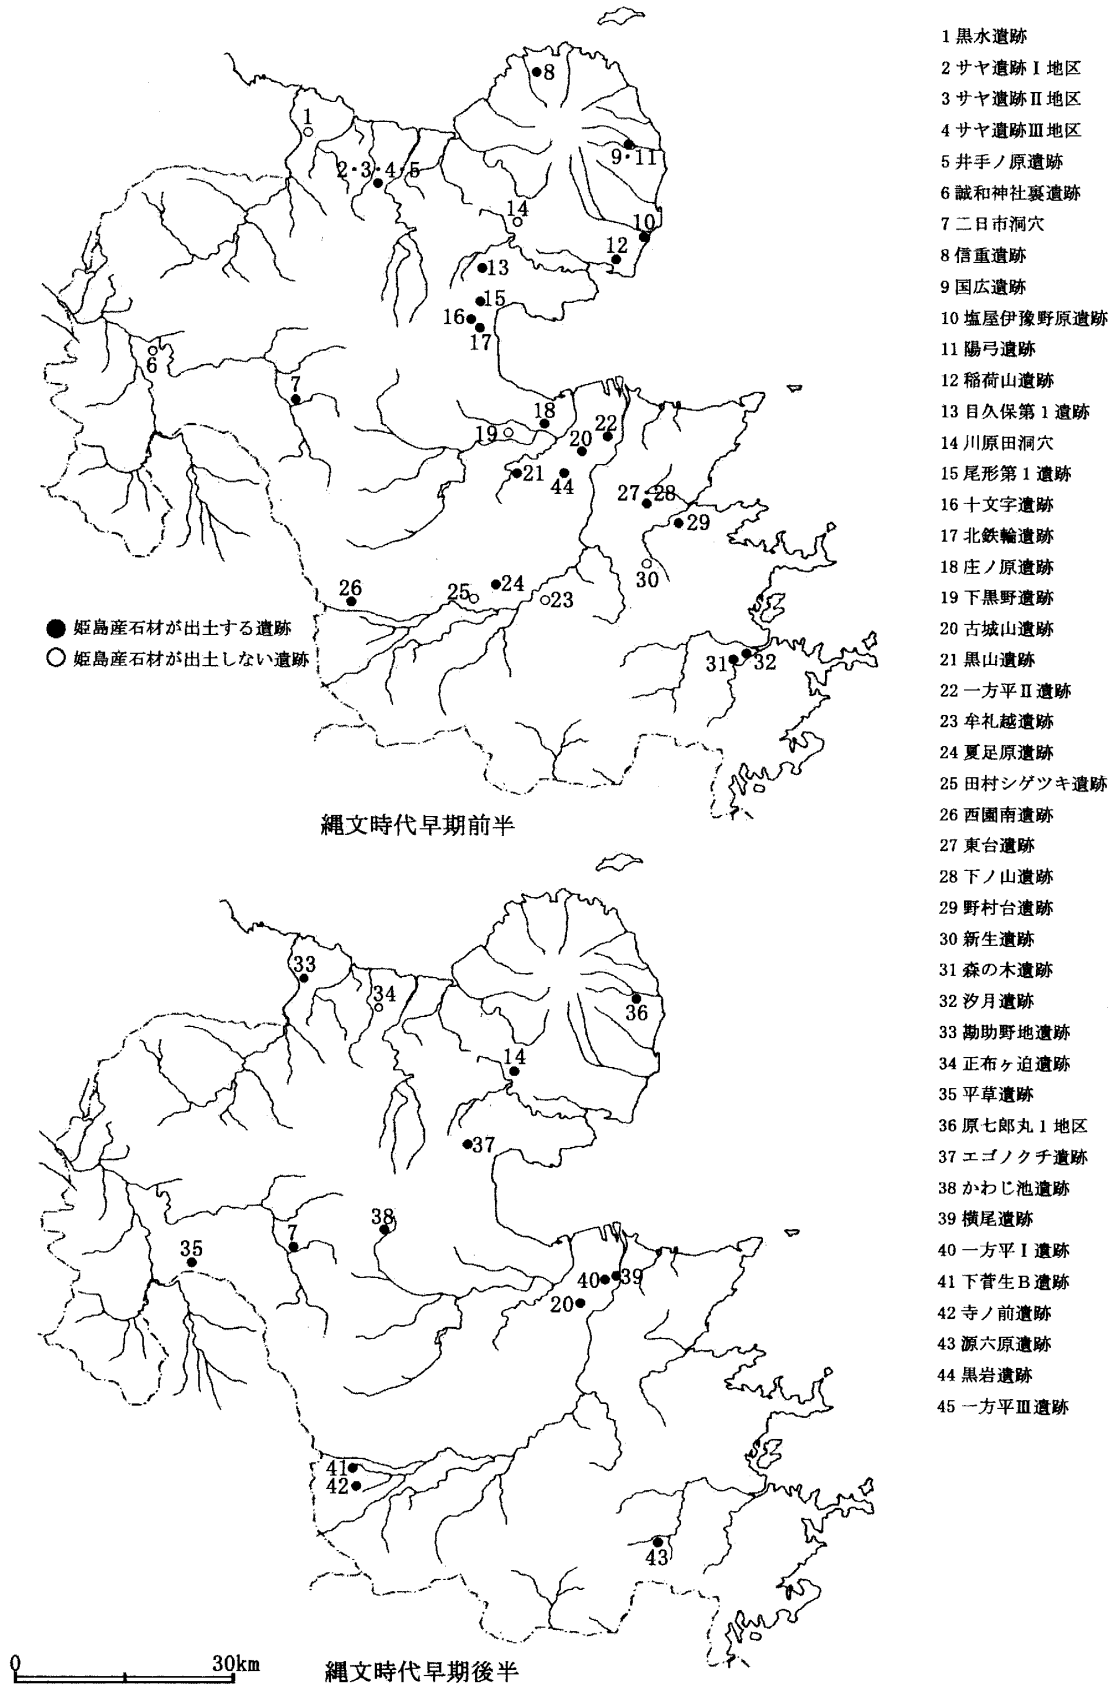 8
1
2・3・4・5
9・11
14
10
12
13
15
16
17
6
7
18
19
20
22
21
44
27・28
29
30
26
25
24
23
31
32
● 姫島産石材が出土する遺跡
○ 姫島産石材が出土しない遺跡
縄文時代早期前半
33
34
36
14
37
38
7
35
40
39
20
41
42
43
0 30km
縄文時代早期後半
1 黒水遺跡
2 サヤ遺跡Ⅰ地区
3 サヤ遺跡Ⅱ地区
4 サヤ遺跡Ⅲ地区
5 井手ノ原遺跡
6 誠和神社裏遺跡
7 二日市洞穴
8 信重遺跡
9 国広遺跡
10 塩屋伊豫野原遺跡
11 陽弓遺跡
12 稲荷山遺跡
13 目久保第1遺跡
14 川原田洞穴
15 尾形第1遺跡
16 十文字遺跡
17 北鉄輪遺跡
18 庄ノ原遺跡
19 下黒野遺跡
20 古城山遺跡
21 黒山遺跡
22 一方平Ⅱ遺跡
23 牟礼越遺跡
24 夏足原遺跡
25 田村シゲツキ遺跡
26 西園南遺跡
27 東台遺跡
28 下ノ山遺跡
29 野村台遺跡
30 新生遺跡
31 森の木遺跡
32 汐月遺跡
33 勘助野地遺跡
34 正布ヶ迫遺跡
35 平草遺跡
36 原七郎丸1地区
37 エゴノクチ遺跡
38 かわじ池遺跡
39 横尾遺跡
40 一方平Ⅰ遺跡
41 下菅生B遺跡
42 寺ノ前遺跡
43 源六原遺跡
44 黒岩遺跡
45 一方平Ⅲ遺跡